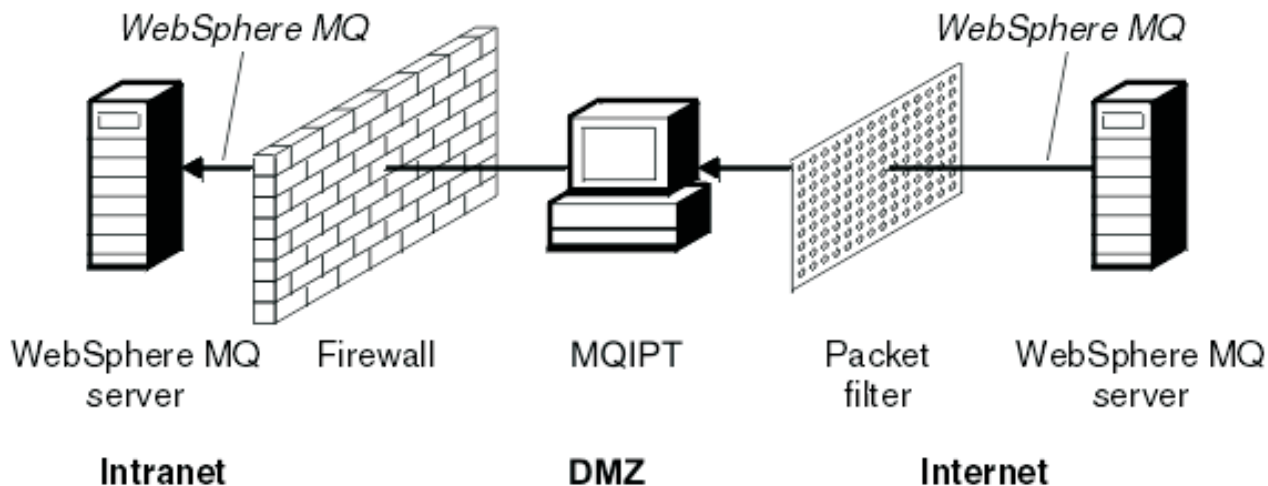 WebSphere MQ
WebSphere MQ
WebSphere MQ
server
Firewall
MQIPT
Packet
filter
WebSphere MQ
server
Intranet
DMZ
Internet